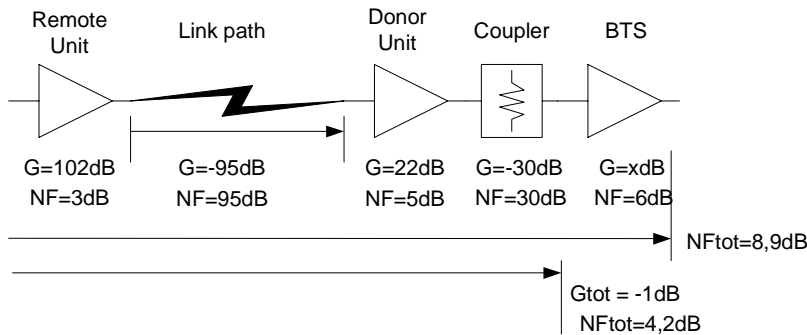 Remote Unit
Link path
Donor Unit
Coupler
BTS
G=102dB
NF=3dB
G=-95dB
NF=95dB
G=22dB
NF=5dB
G=-30dB
NF=30dB
G=xdB
NF=6dB
NFtot=8,9dB
Gtot = -1dB
NFtot=4,2dB